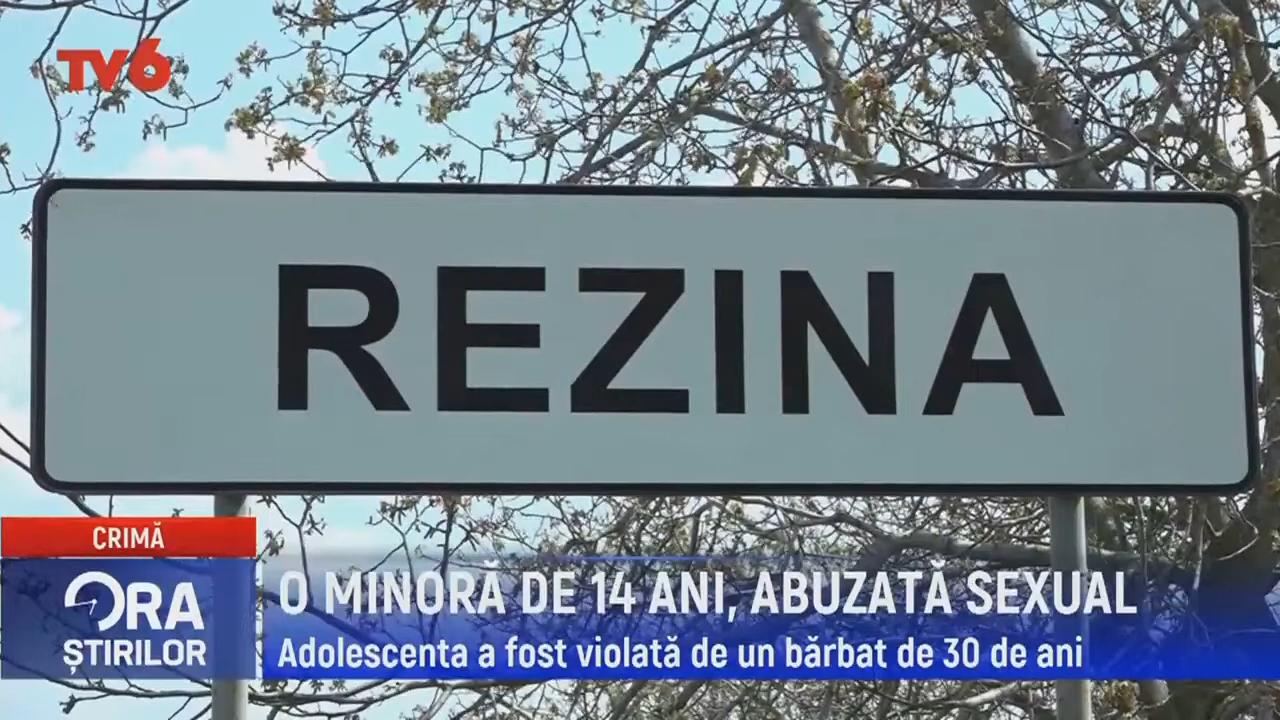 TV6
REZINA
CRIMĂ
ORA
ȘTIRILOR
O MINORĂ DE 14 ANI, ABUZATĂ SEXUAL
Adolescenta a fost violată de un bărbat de 30 de ani